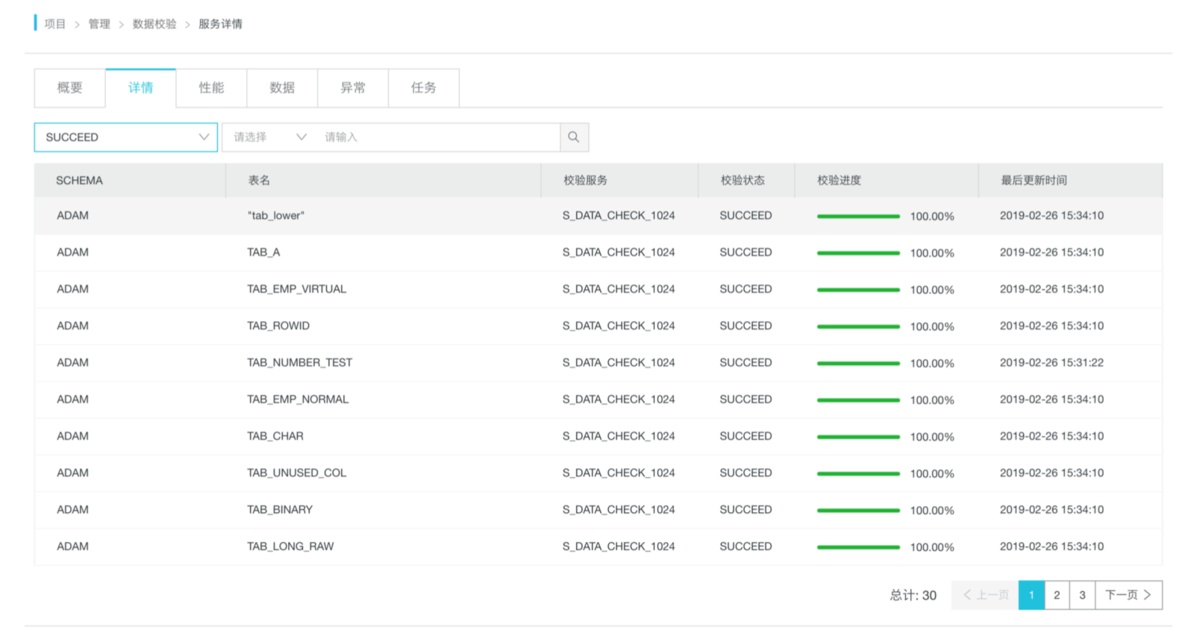 项目 > 管理 > 数据校验 > 服务详情
概要 详情 性能 数据 异常 任务
SUCCEED 请选择 请输入
SCHEMA 表名 校验服务 校验状态 校验进度 最后更新时间
ADAM "tab_lower" S_DATA_CHECK_1024 SUCCEED 100.00% 2019-02-26 15:34:10
ADAM TAB_A S_DATA_CHECK_1024 SUCCEED 100.00% 2019-02-26 15:34:10
ADAM TAB_EMP_VIRTUAL S_DATA_CHECK_1024 SUCCEED 100.00% 2019-02-26 15:34:10
ADAM TAB_ROWID S_DATA_CHECK_1024 SUCCEED 100.00% 2019-02-26 15:34:10
ADAM TAB_NUMBER_TEST S_DATA_CHECK_1024 SUCCEED 100.00% 2019-02-26 15:31:22
ADAM TAB_EMP_NORMAL S_DATA_CHECK_1024 SUCCEED 100.00% 2019-02-26 15:34:10
ADAM TAB_CHAR S_DATA_CHECK_1024 SUCCEED 100.00% 2019-02-26 15:34:10
ADAM TAB_UNUSED_COL S_DATA_CHECK_1024 SUCCEED 100.00% 2019-02-26 15:34:10
ADAM TAB_BINARY S_DATA_CHECK_1024 SUCCEED 100.00% 2019-02-26 15:34:10
ADAM TAB_LONG_RAW S_DATA_CHECK_1024 SUCCEED 100.00% 2019-02-26 15:34:10
总计: 30 < 上一页 1 2 3 下一页 >